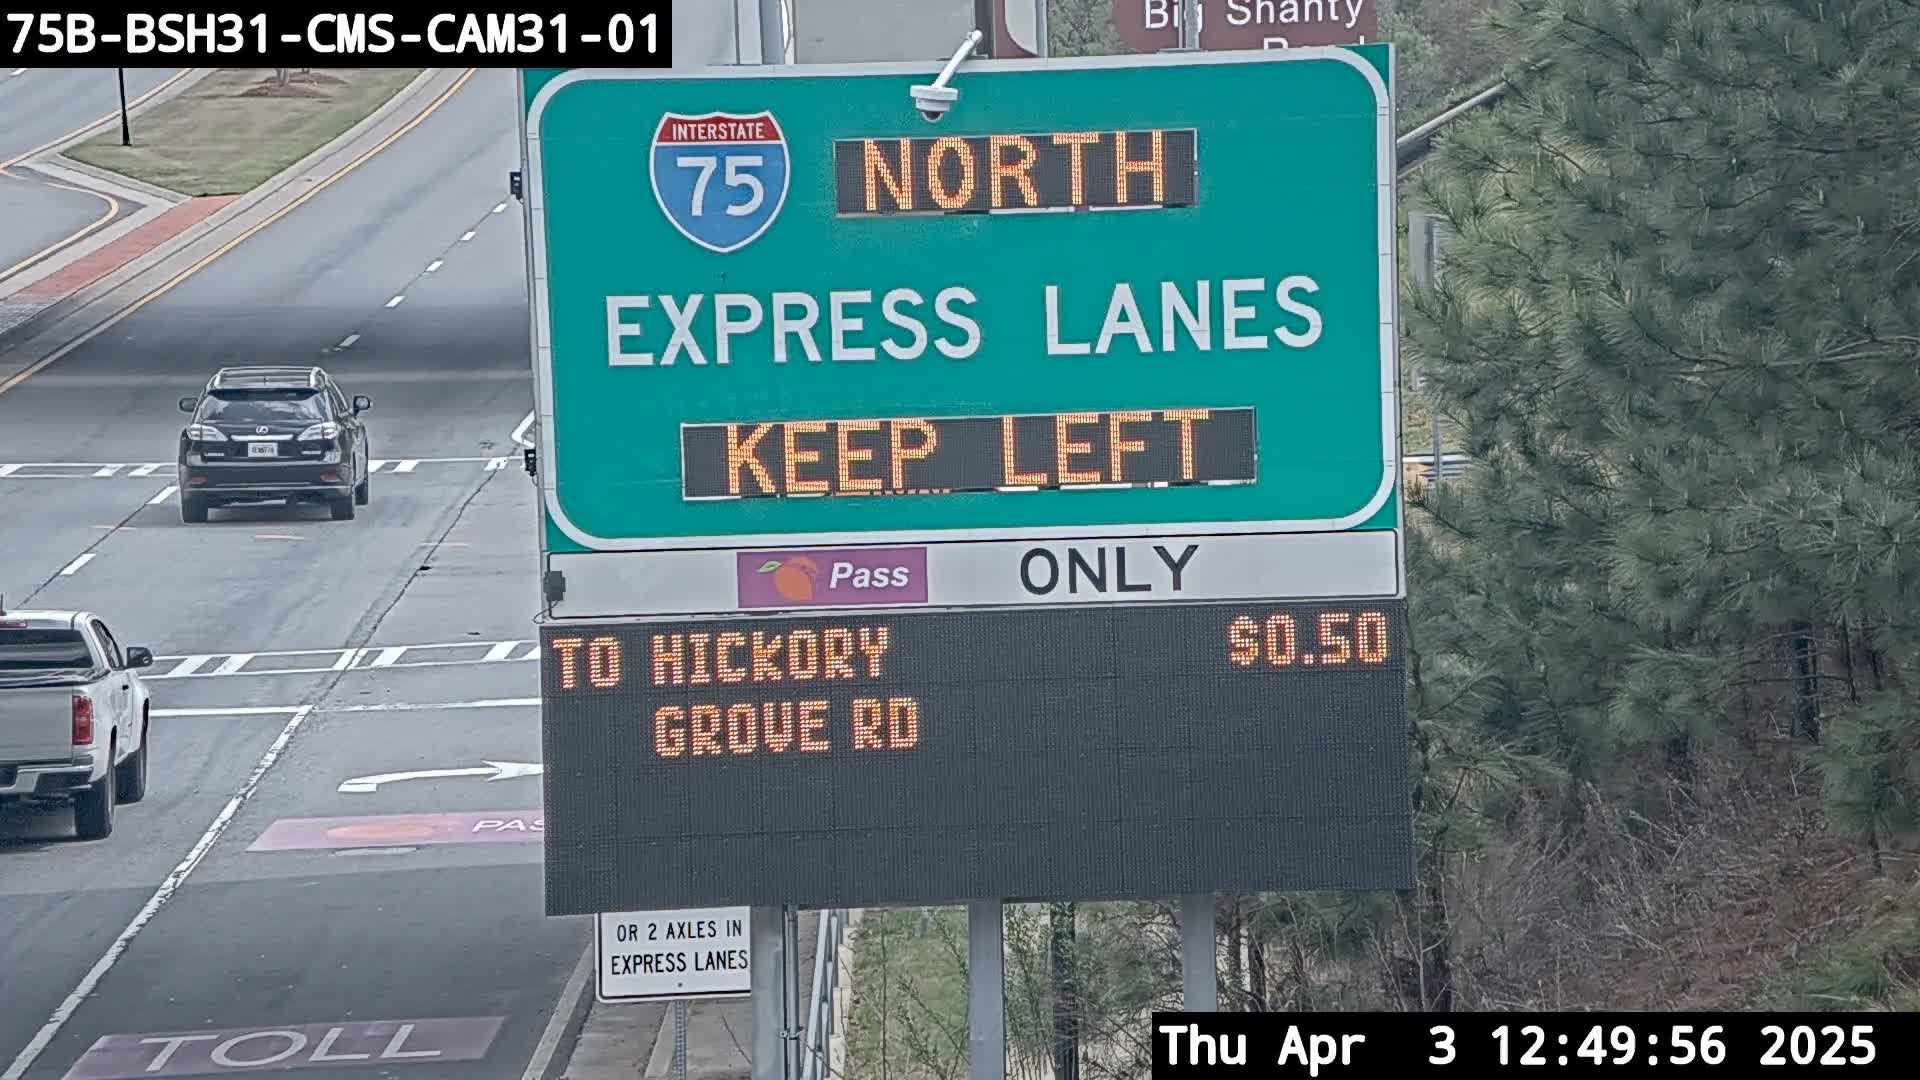 75B-BSH31-CMS-CAM31-01
Big Shanty
INTERSTATE
75
NORTH
EXPRESS LANES
KEEP LEFT
Pass ONLY
TO HICKORY $0.50
GROVE RD
OR 2 AXLES IN
EXPRESS LANES
TOLL
Thu Apr 3 12:49:56 2025